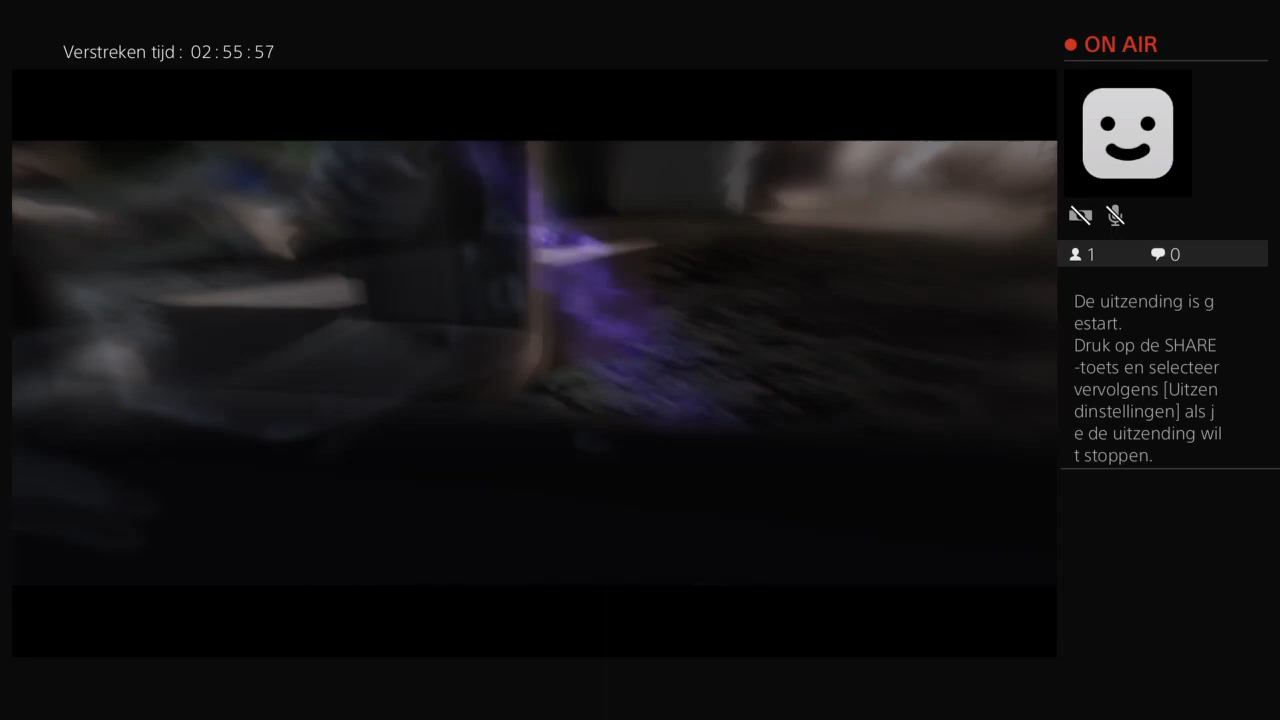 Verstreken tijd : 02 : 55 : 57
ON AIR
1 0
De uitzending is g
estart.
Druk op de SHARE
-toets en selecteer
vervolgens [Uitzen
dinstellingen] als j
e de uitzending wil
t stoppen.